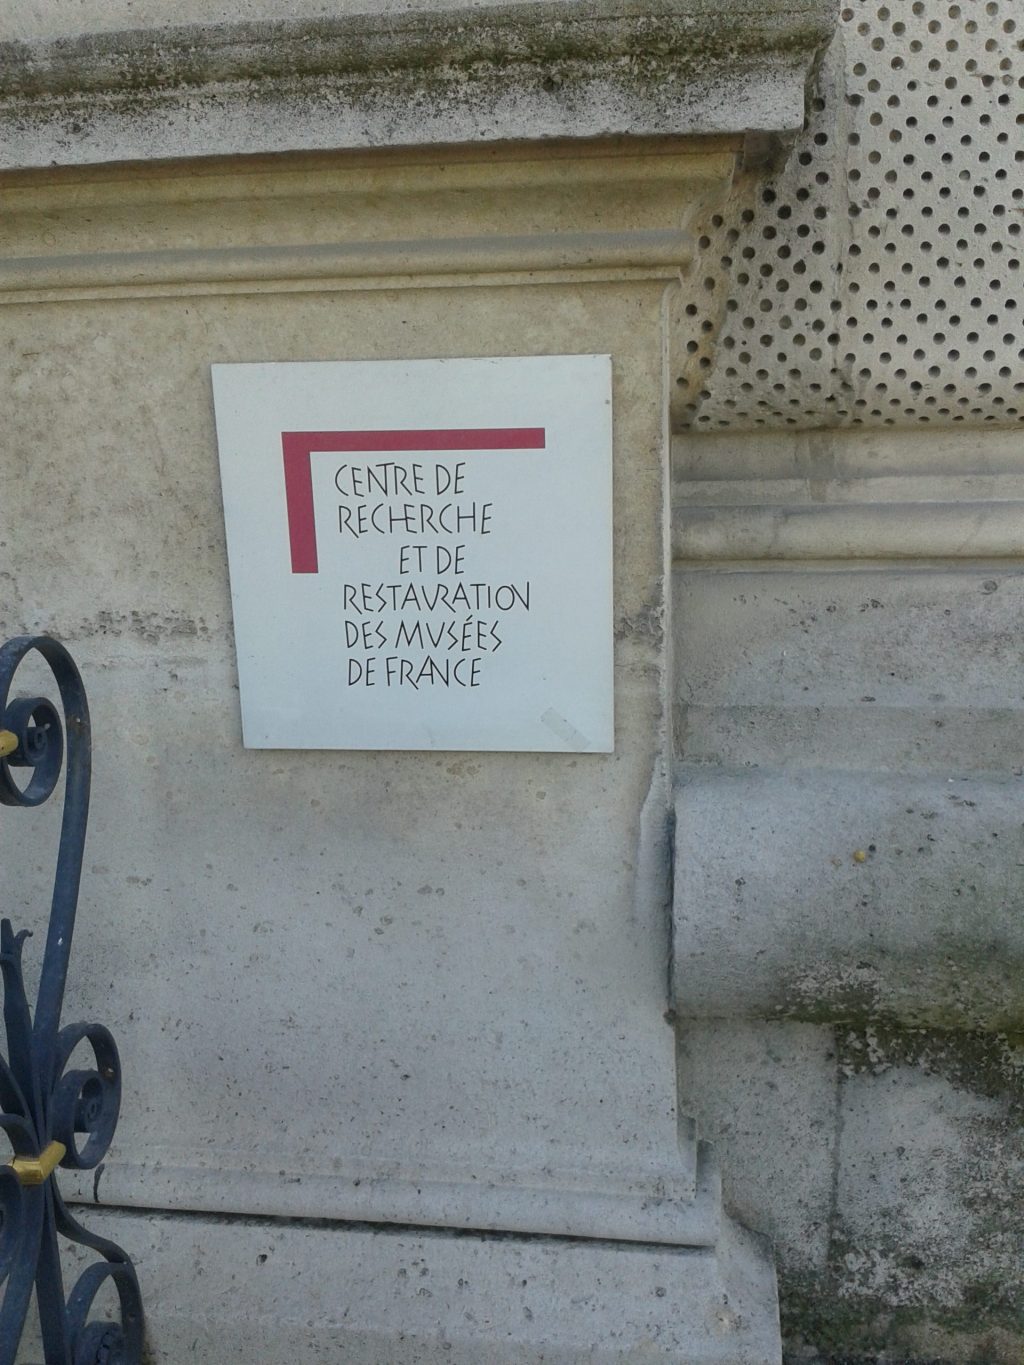 CENTRE DE
RECHERCHE
ET DE
RESTAURATION
DES MUSÉES
DE FRANCE